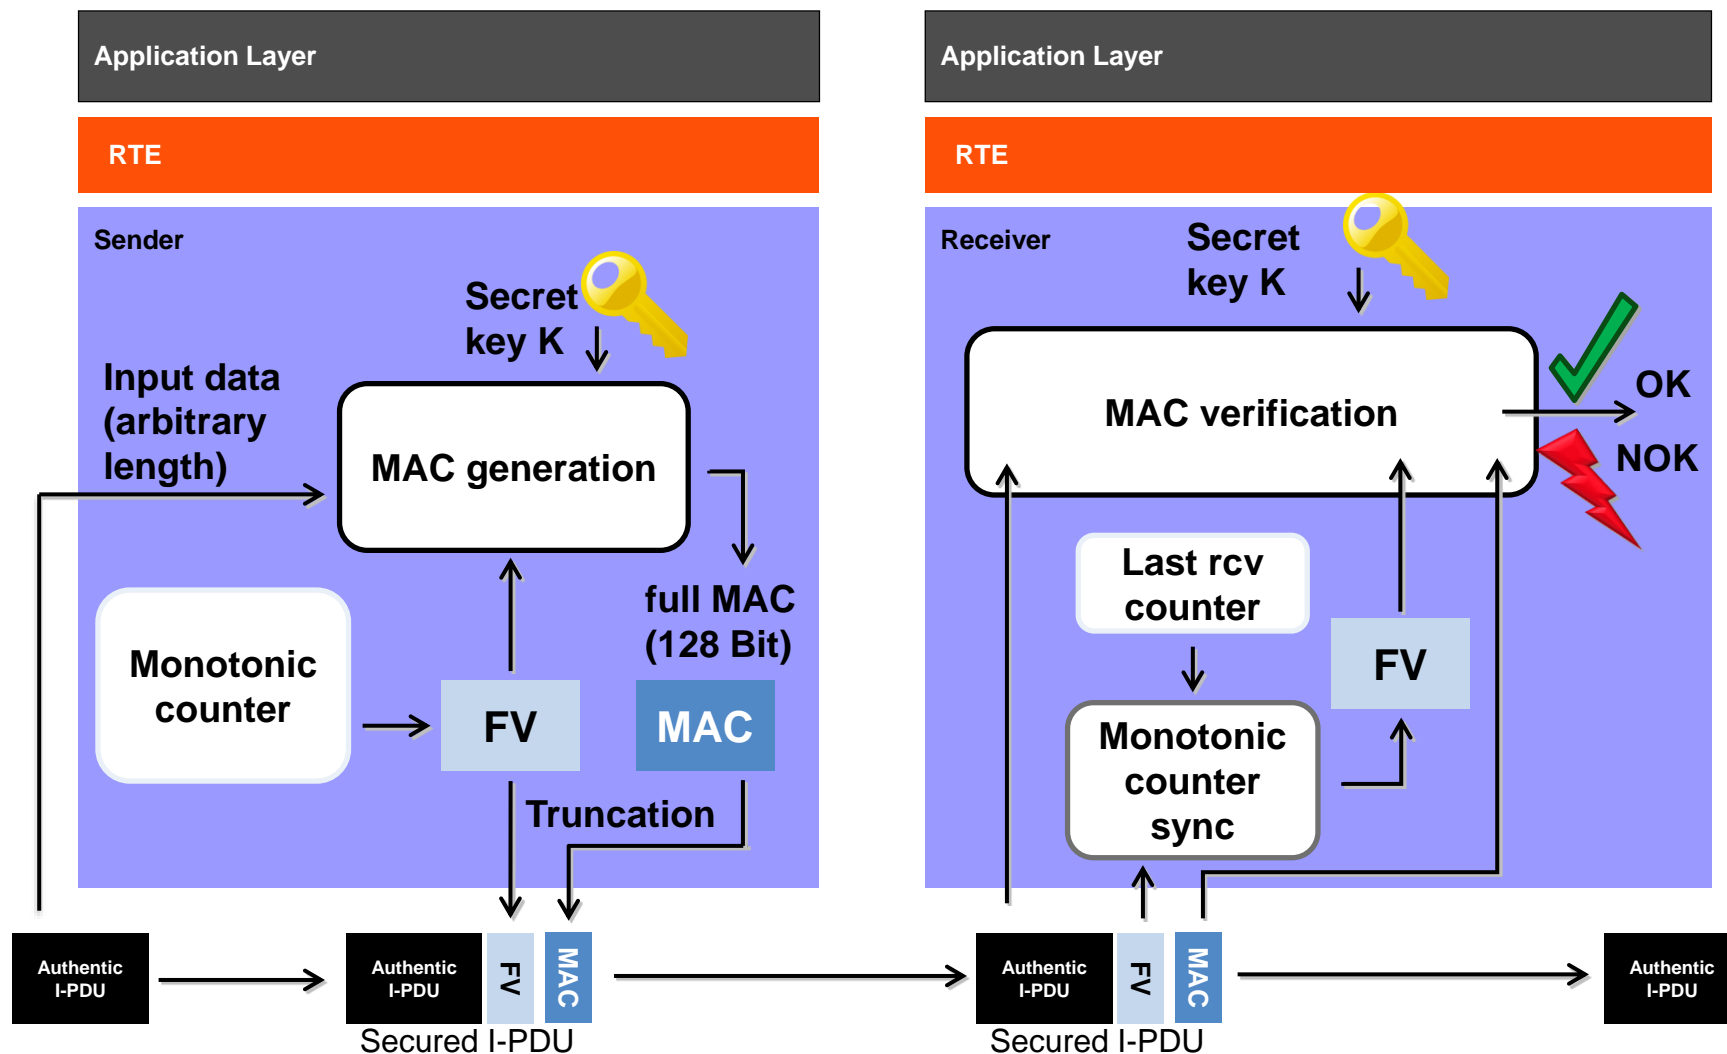 Application Layer
RTE
Sender
Secret
key K
Input data
(arbitrary
length)
MAC generation
full MAC
(128 Bit)
Monotonic
counter
FV
MAC
Truncation
Authentic
I-PDU
Authentic
I-PDU
FV
MAC
Secured I-PDU
Application Layer
RTE
Receiver
Secret
key K
MAC verification
OK
NOK
Last rcv
counter
FV
Monotonic
counter
sync
Authentic
I-PDU
FV
MAC
Secured I-PDU
Authentic
I-PDU